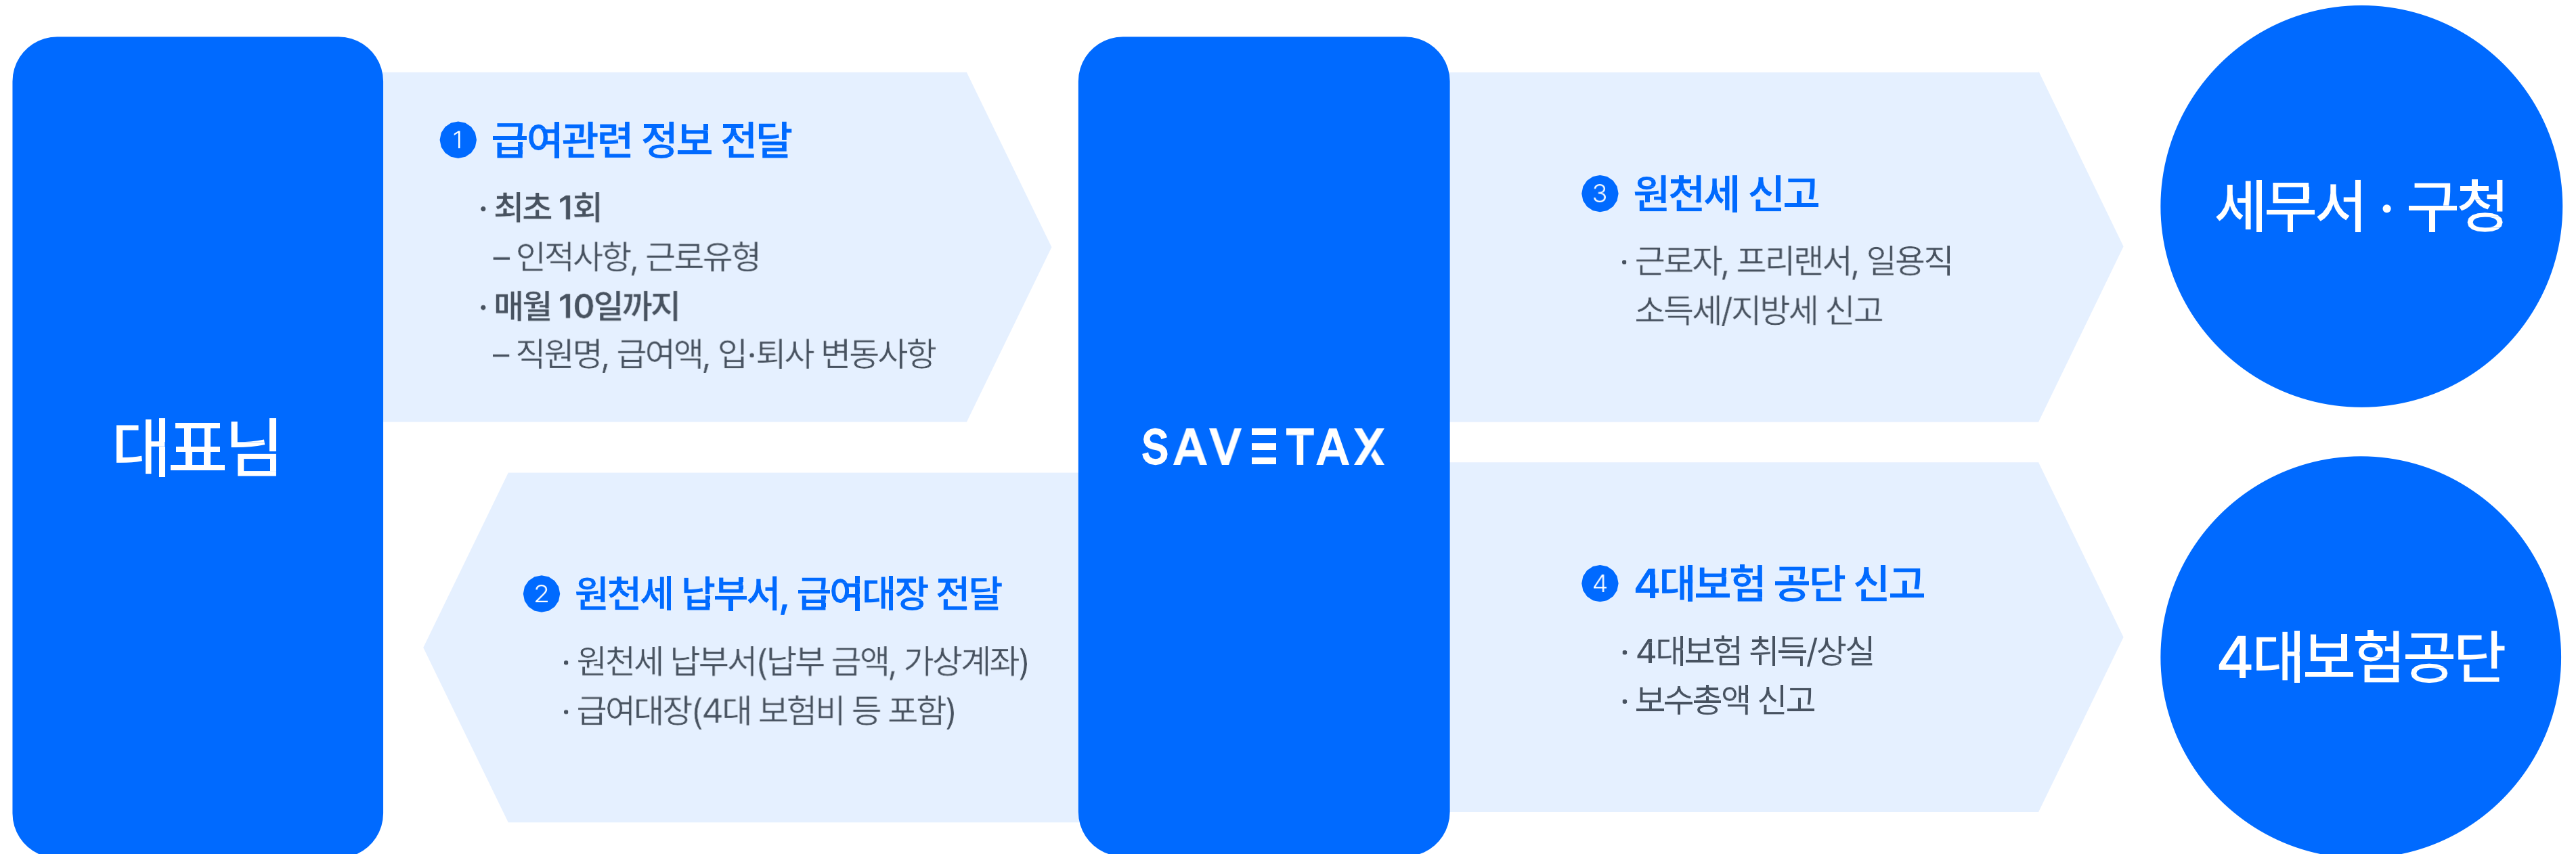 대표님
1 급여관련 정보 전달
· 최초 1회
– 인적사항, 근로유형
· 매월 10일까지
– 직원명, 급여액, 입·퇴사 변동사항
2 원천세 납부서, 급여대장 전달
· 원천세 납부서(납부 금액, 가상계좌)
· 급여대장(4대 보험비 등 포함)
SAVETAX
3 원천세 신고
· 근로자, 프리랜서, 일용직
소득세/지방세 신고
4 4대보험 공단 신고
· 4대보험 취득/상실
· 보수총액 신고
세무서 · 구청
4대보험공단